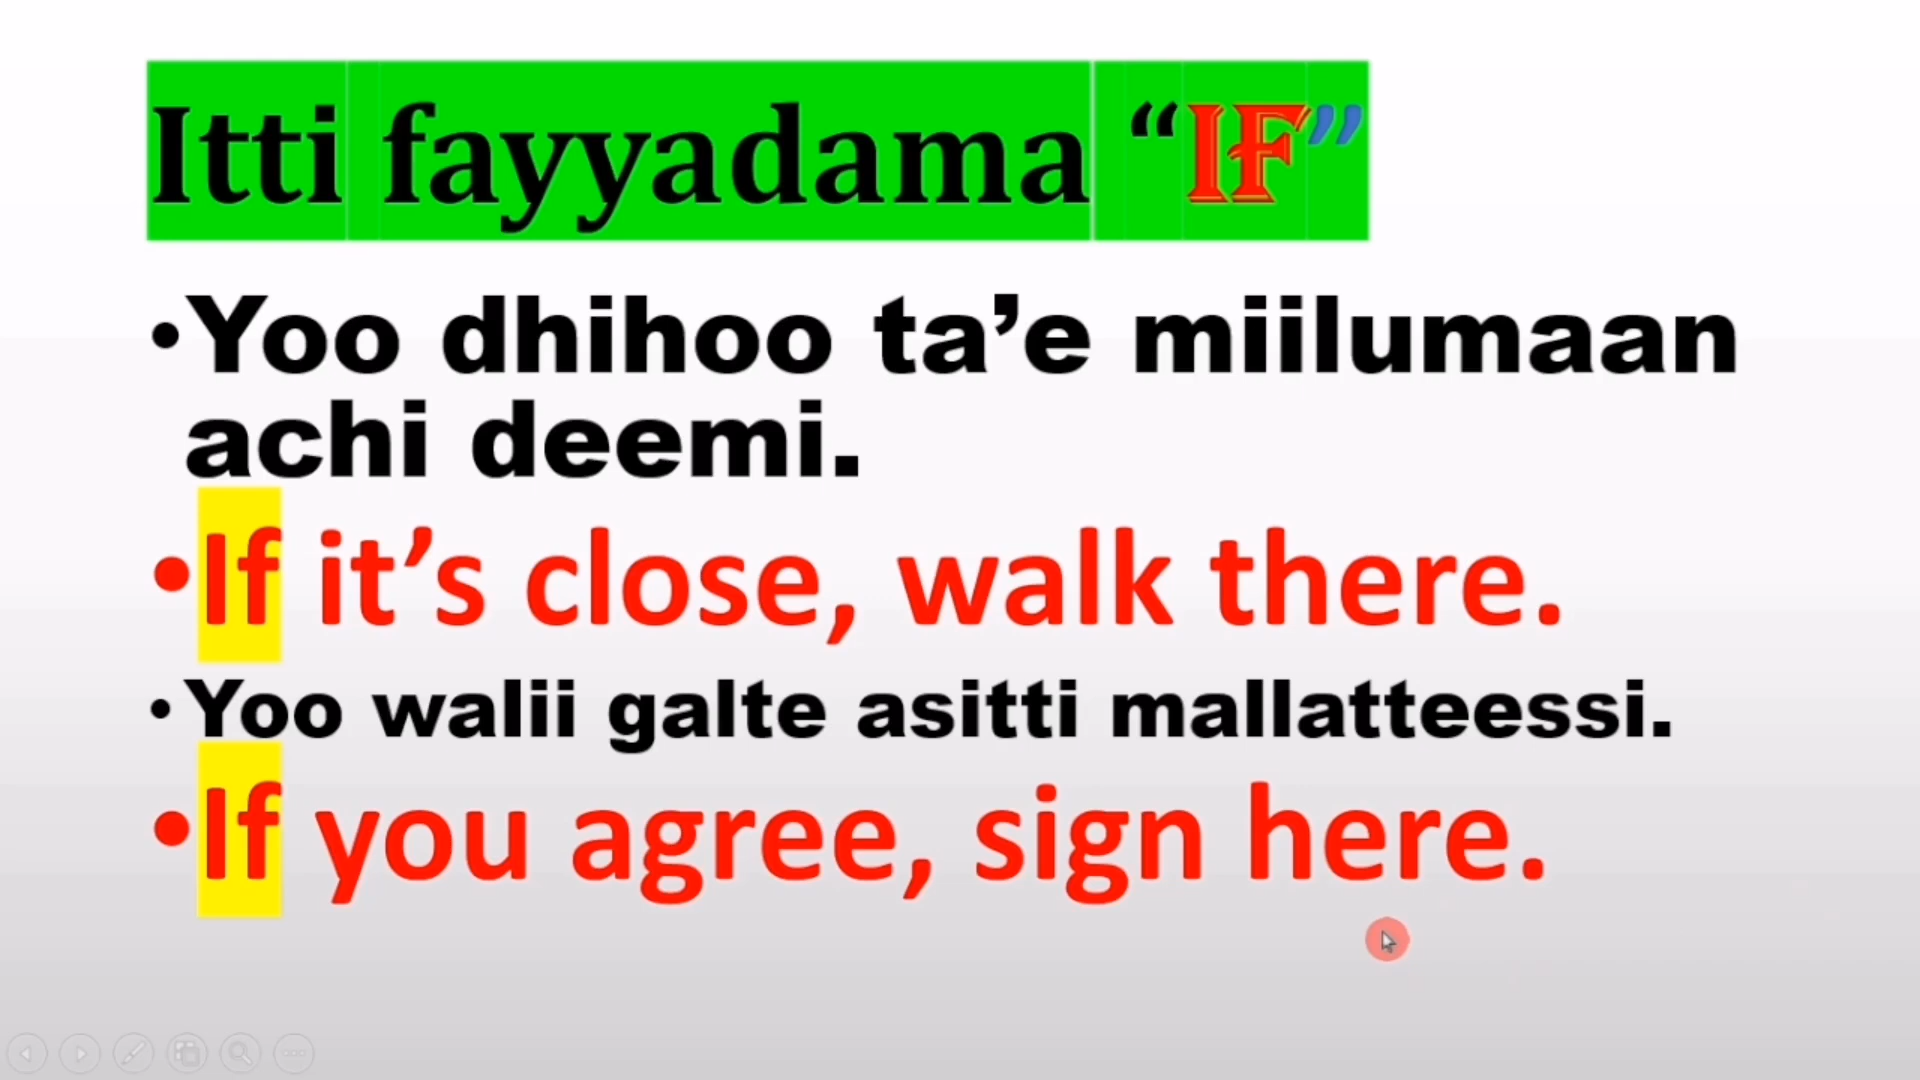 Itti fayyadama “IF”
•Yoo dhihoo ta’e miilumaan
achi deemi.
•If it’s close, walk there.
•Yoo walii galte asitti mallatteessi.
•If you agree, sign here.